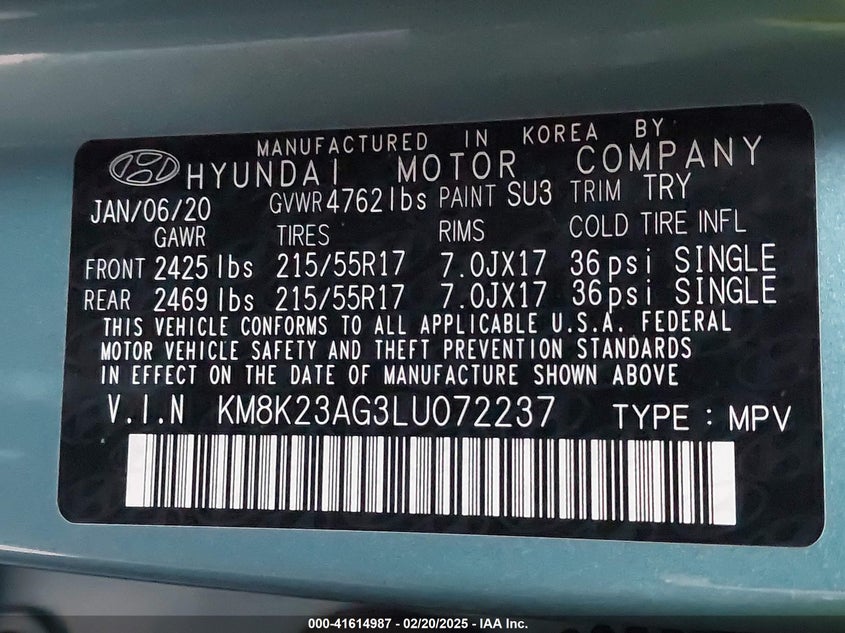 MANUFACTURED IN KOREA BY
HYUNDAI MOTOR COMPANY
JAN/06/20 GVWR 4762 lbs PAINT SU3 TRIM TRY
GAWR TIRES RIMS COLD TIRE INFL
FRONT 2425 lbs 215/55R17 7.0JX17 36 psi SINGLE
REAR 2469 lbs 215/55R17 7.0JX17 36 psi SINGLE
THIS VEHICLE CONFORMS TO ALL APPLICABLE U.S.A. FEDERAL
MOTOR VEHICLE SAFETY AND THEFT PREVENTION STANDARDS
IN EFFECT ON THE DATE OF MANUFACTURE SHOWN ABOVE
V.I.N KM8K23AG3LU072237 TYPE : MPV
000-41614987 - 02/20/2025 - IAA Inc.